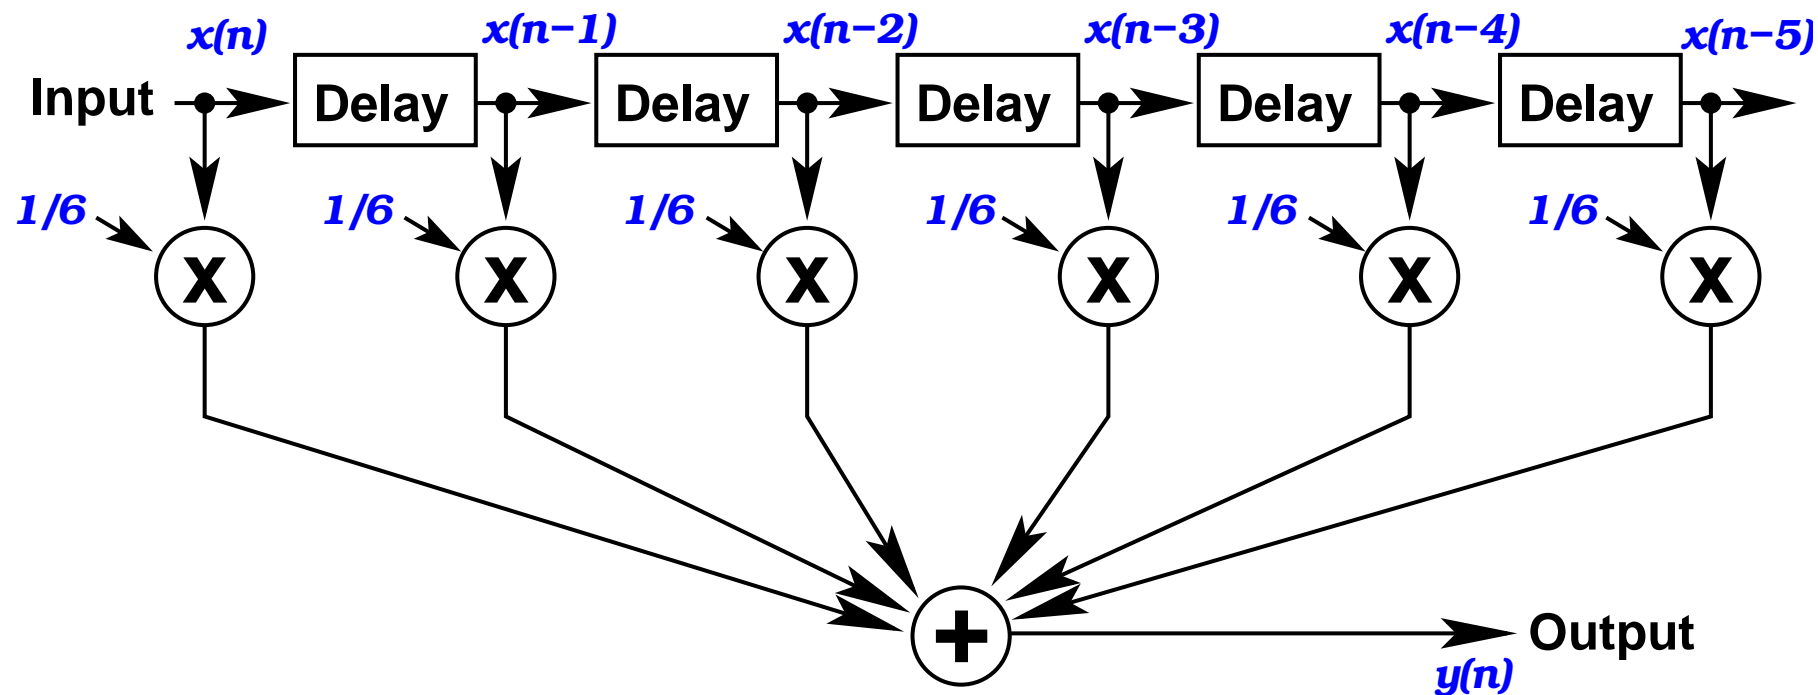 x(n) x(n−1) x(n−2) x(n−3) x(n−4) x(n−5)
Input Delay Delay Delay Delay Delay
1/6 1/6 1/6 1/6 1/6 1/6
X X X X X X
+ Output
y(n)